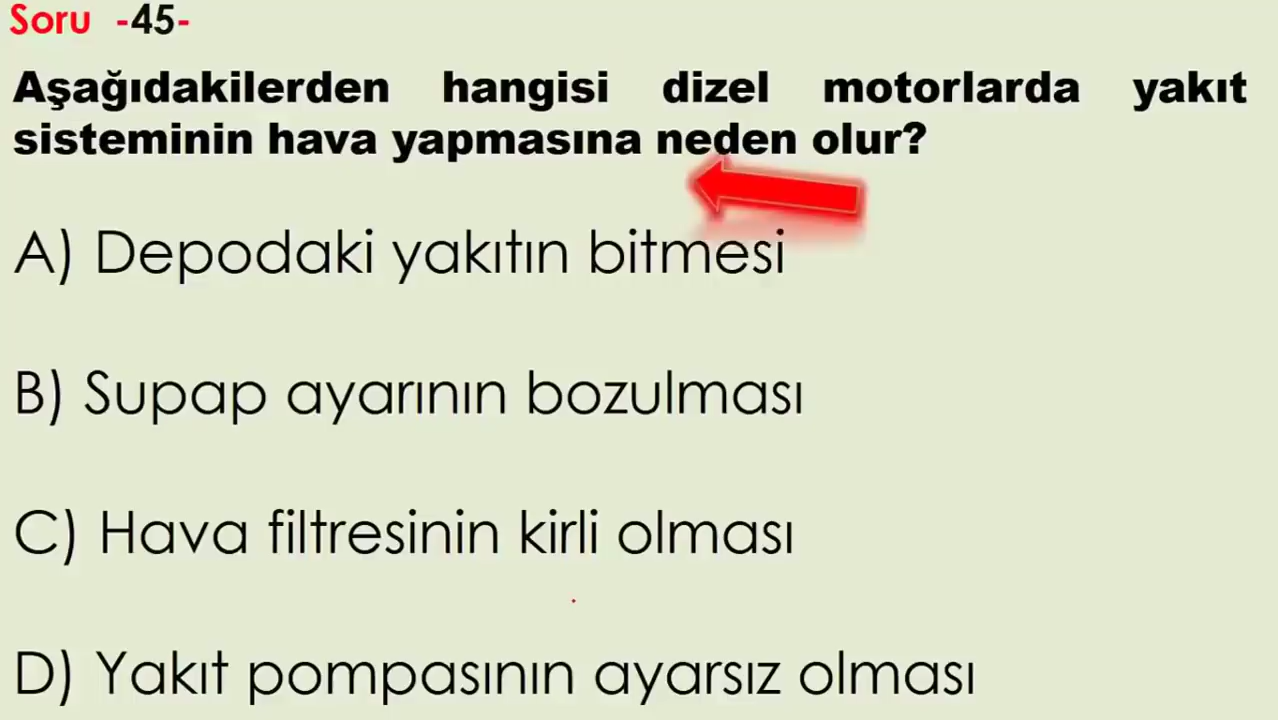 Soru -45-
Aşağıdakilerden hangisi dizel motorlarda yakıt
sisteminin hava yapmasına neden olur?
A) Depodaki yakıtın bitmesi
B) Supap ayarının bozulması
C) Hava filtresinin kirli olması
D) Yakıt pompasının ayarsız olması